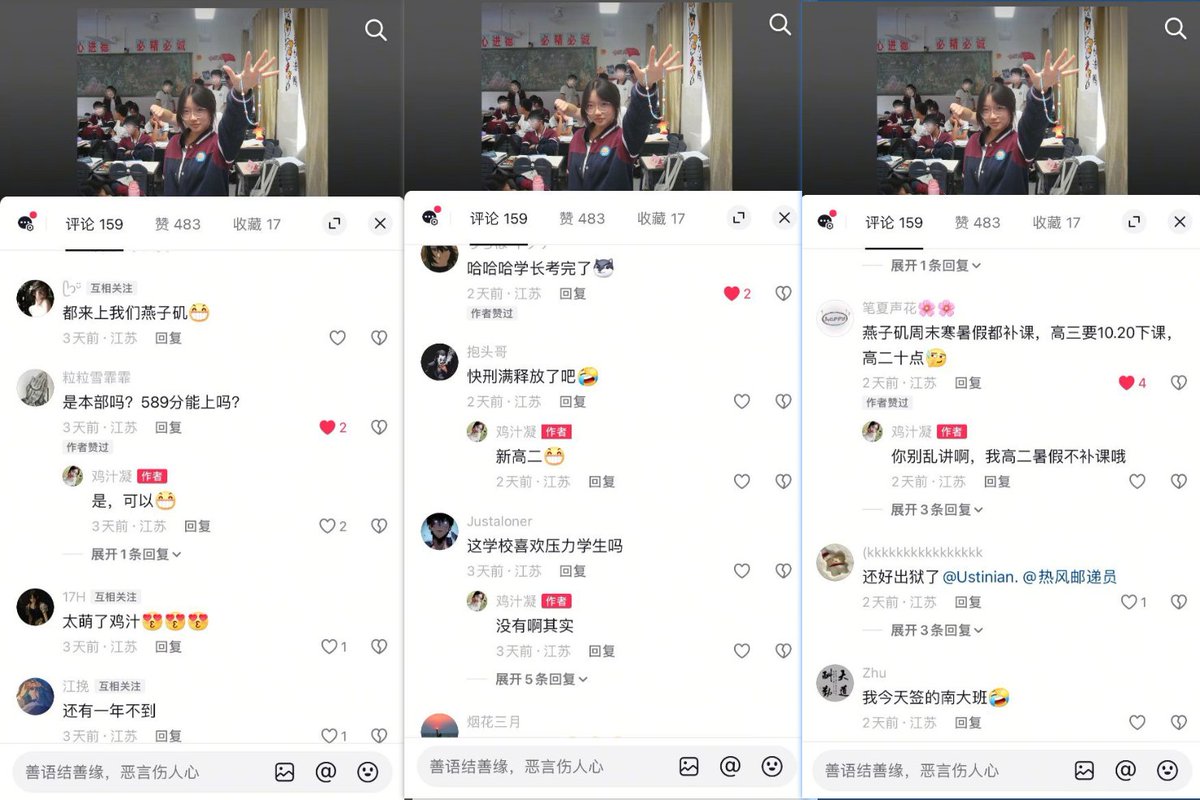 心进德
必精必诚
评论 159
赞 483
收藏 17
互相关注
都来上我们燕子矶😁
3天前 · 江苏 回复
粒粒雪霏霏
是本部吗？589分能上吗?
3天前 · 江苏 回复
2
作者赞过
鸡汁凝 作者
是，可以😁
3天前 · 江苏 回复
2
展开1条回复
17H 互相关注
太萌了鸡汁😍😍😍
3天前 · 江苏 回复
1
江挽 互相关注
还有一年不到
3天前 · 江苏 回复
1
善语结善缘，恶言伤人心
心进德
必精必诚
评论 159
赞 483
收藏 17
哈哈哈学长考完了🦝
2天前 · 江苏 回复
2
作者赞过
抱头哥
快刑满释放了吧🤣
2天前 · 江苏 回复
鸡汁凝 作者
新高二😁
2天前 · 江苏 回复
Justaloner
这学校喜欢压力学生吗
3天前 · 江苏 回复
鸡汁凝 作者
没有啊其实
3天前 · 江苏 回复
展开5条回复
烟花三月
善语结善缘，恶言伤人心
心进德
必精必诚
评论 159
赞 483
收藏 17
展开1条回复
笔夏声花🌸🌸
燕子矶周末寒暑假都补课，高三要10.20下课，
高二十点🤔
2天前 · 江苏 回复
4
作者赞过
鸡汁凝 作者
你别乱讲啊，我高二暑假不补课哦
2天前 · 江苏 回复
展开3条回复
(kkkkkkkkkkkkkkkk
还好出狱了@Ustinian. @热风邮递员
2天前 · 江苏 回复
1
展开3条回复
Zhu
我今天签的南大班🤣
2天前 · 江苏 回复
善语结善缘，恶言伤人心